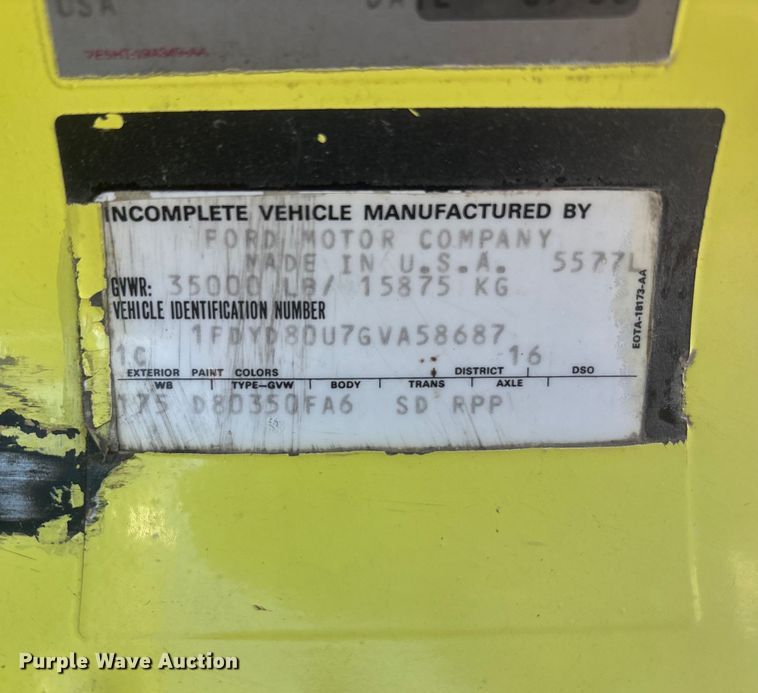 USA
DATE
INCOMPLETE VEHICLE MANUFACTURED BY
FORD MOTOR COMPANY
MADE IN U.S.A. 5577L
GVWR: 35000 LB/ 15875 KG
VEHICLE IDENTIFICATION NUMBER
1FDYD80U7GVA58687
1C 16
EXTERIOR PAINT COLORS DISTRICT DSO
WB TYPE-GVW BODY TRANS AXLE
175 D80350FA6 SD RPP
EOTA-18173-AA
Purple Wave Auction